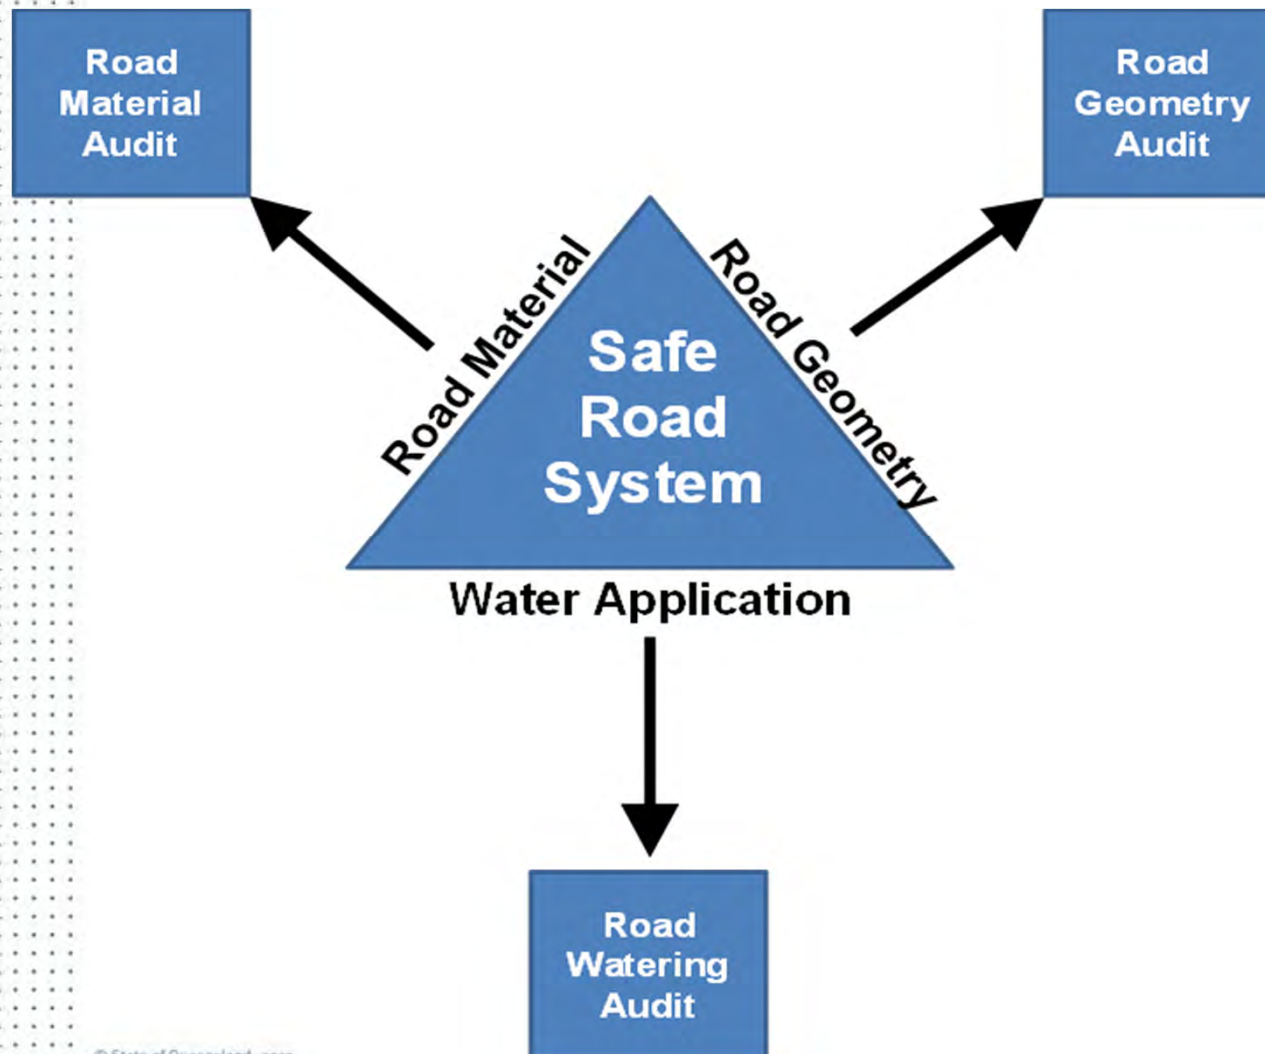 Road
Material
Audit
Road
Geometry
Audit
Road Material
Road Geometry
Safe
Road
System
Water Application
Road
Watering
Audit